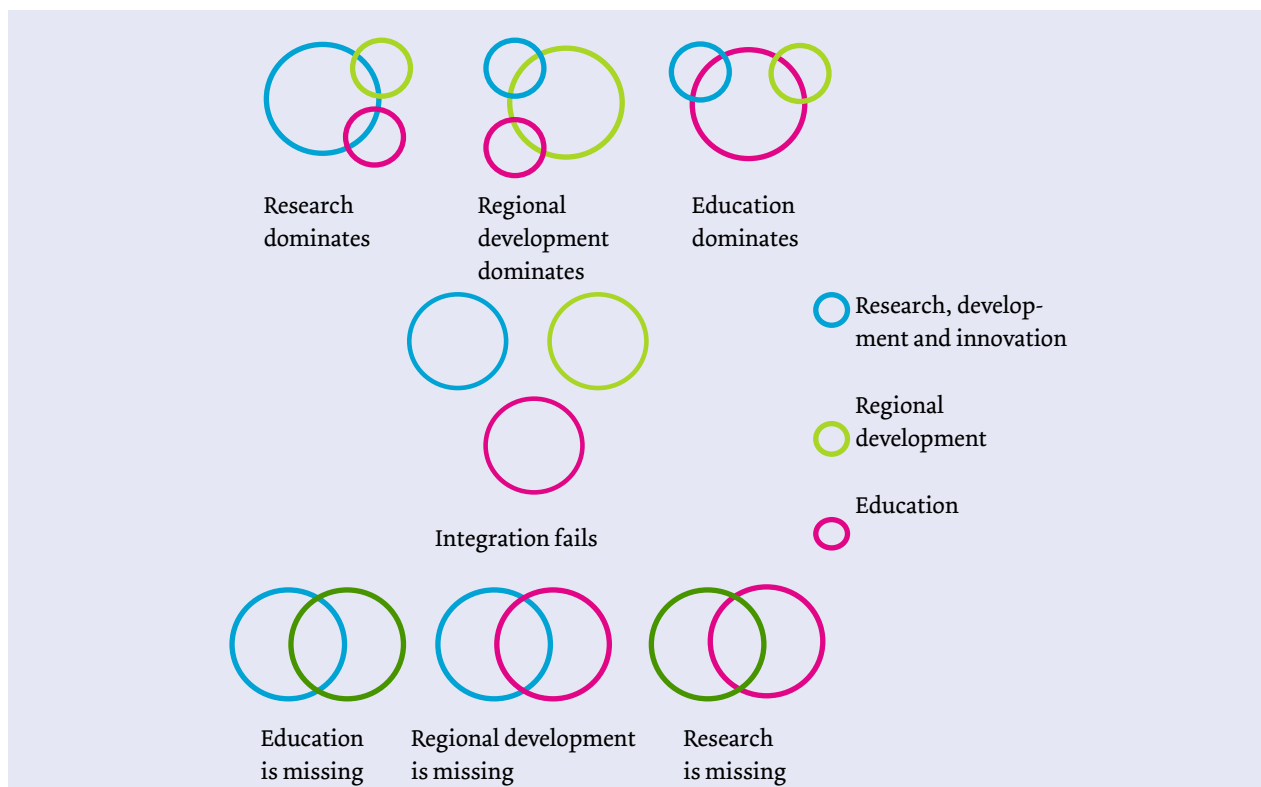 Research
dominates
Regional
development
dominates
Education
dominates
Research, develop-
ment and innovation
Regional
development
Education
Integration fails
Education
is missing
Regional development
is missing
Research
is missing